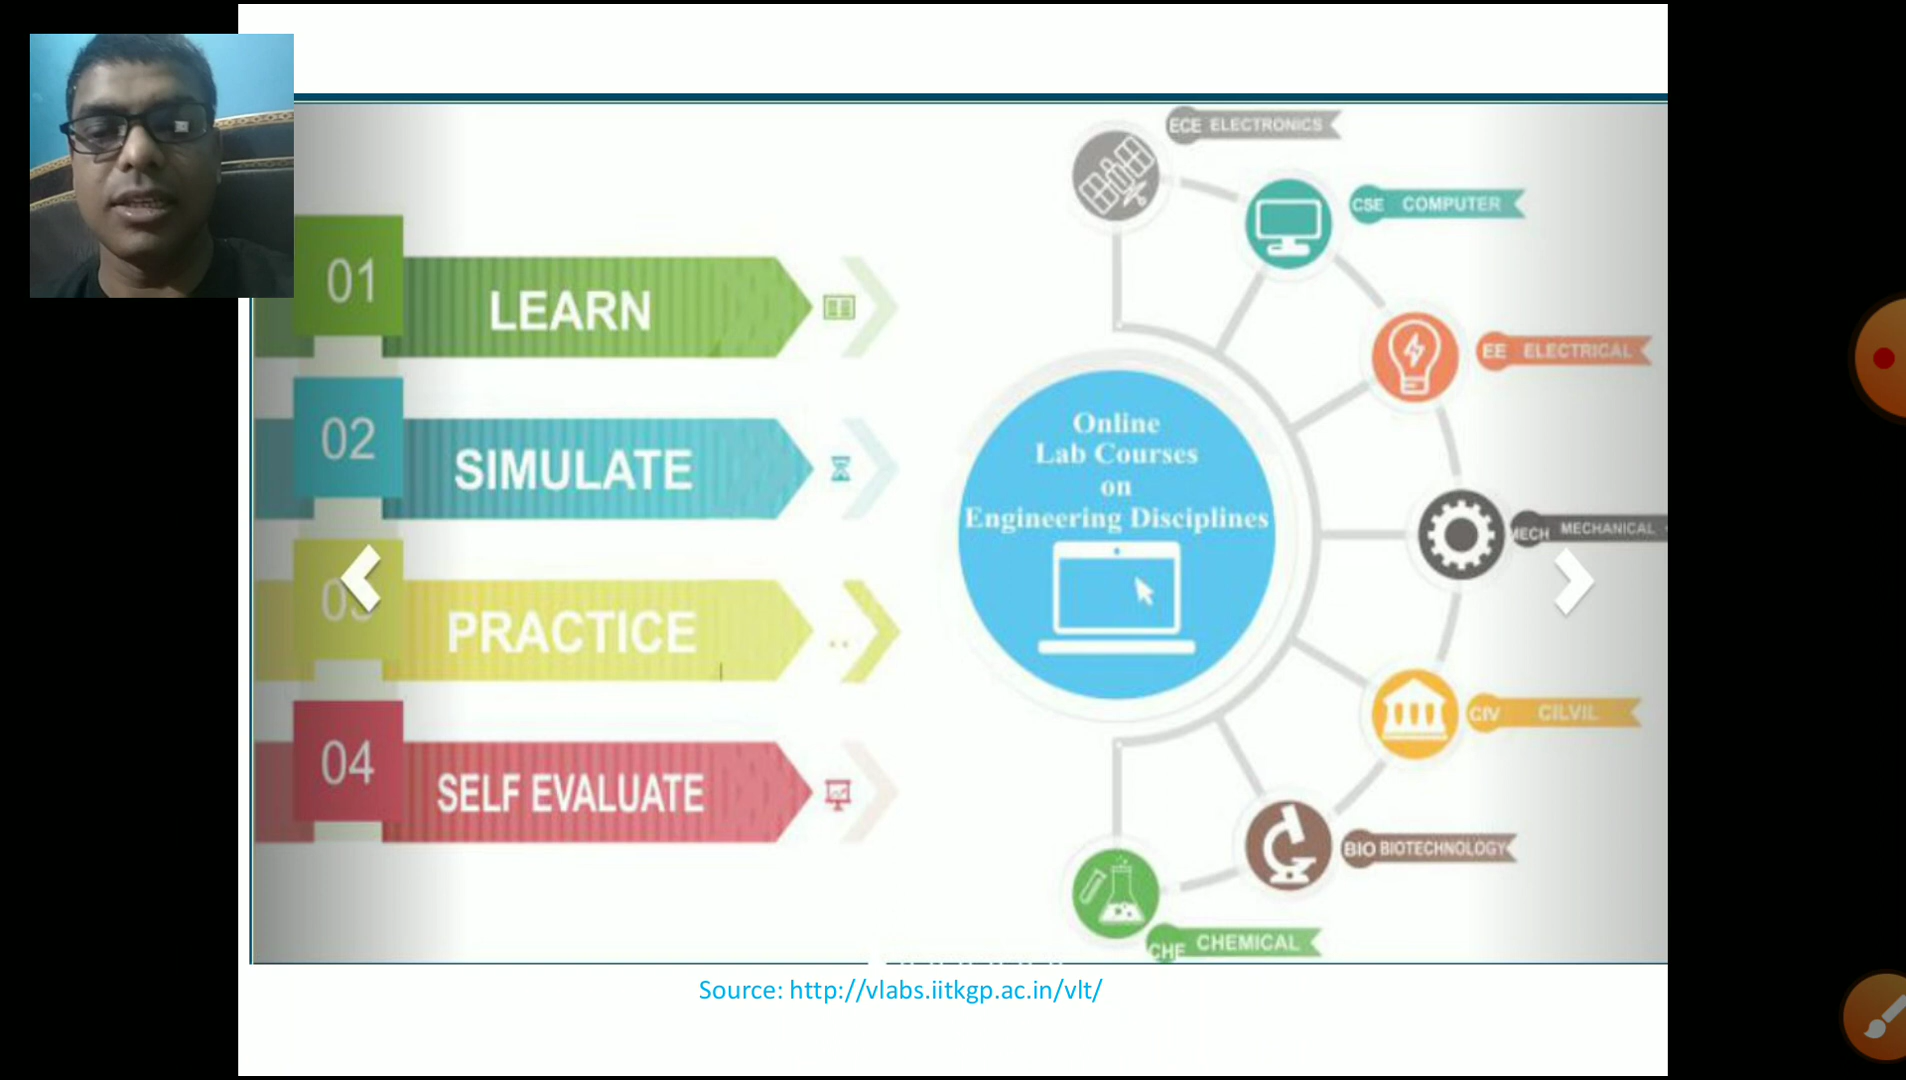 01
LEARN
02
SIMULATE
03
PRACTICE
04
SELF EVALUATE
Online
Lab Courses
on
Engineering Disciplines
ECE ELECTRONICS
CSE COMPUTER
EE ELECTRICAL
MECH MECHANICAL
CIV CILVIL
BIO BIOTECHNOLOGY
CHE CHEMICAL
Source: http://vlabs.iitkgp.ac.in/vlt/